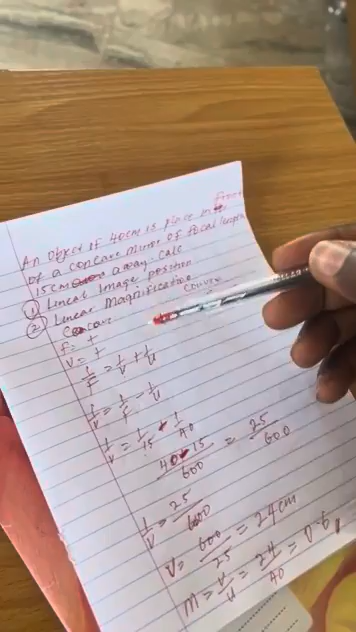 An Object of 40cm is place in front
of a concave mirror of focal length
15cm away calc
① Lineal Image position
② Linear Magnification
Concave Convex
f = +
v = +
1/f = 1/v + 1/u
1/v = 1/f - 1/u
1/v = 1/15 - 1/40
40 - 15/600 = 25/600
1/v = 25/600
v = 600/25 = 24cm
M = v/u = 24/40 = 0.6